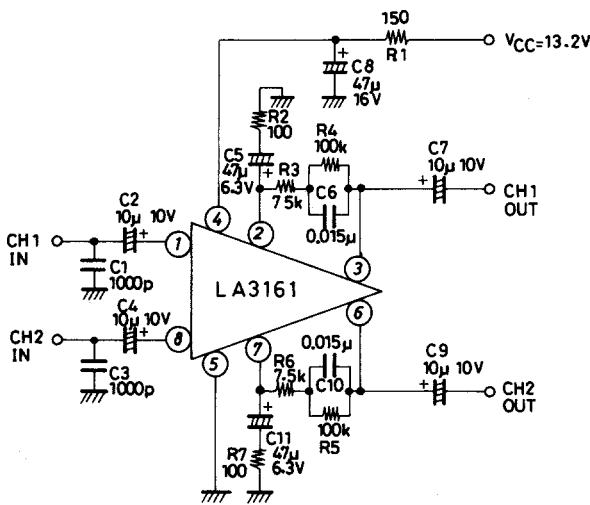 150
R1
VCC=13.2V
C8
47μ
16V
R2
100
C5
47μ
6.3V
R3
7.5k
R4
100k
C6
0.015μ
C7
10μ 10V
CH1
OUT
C2
10μ 10V
CH1
IN
C1
1000p
C4
10μ 10V
CH2
IN
C3
1000p
4
2
1
3
LA3161
8
6
5
7
R6
7.5k
0.015μ
C10
100k
R5
C9
10μ 10V
CH2
OUT
C11
47μ
6.3V
R7
100